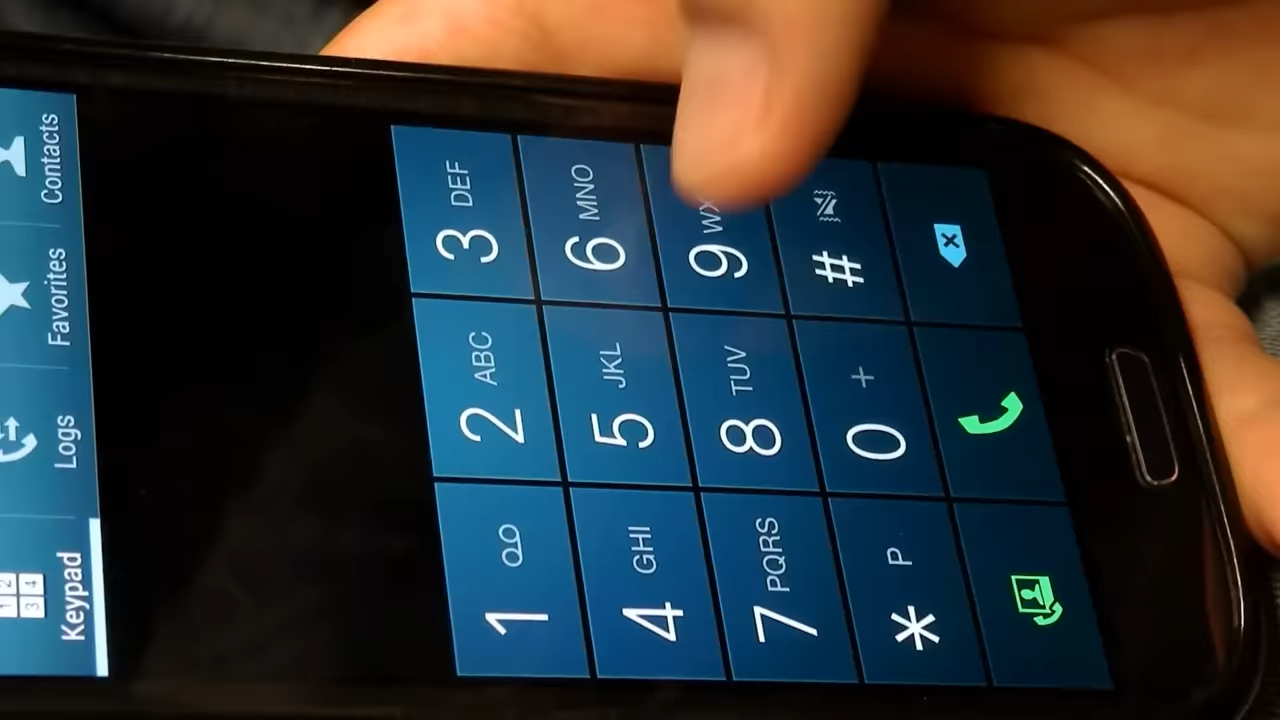 Keypad Logs Favorites Contacts
1 2 ABC 3 DEF
4 GHI 5 JKL 6 MNO
7 PQRS 8 TUV 9 WX
* P 0 + #